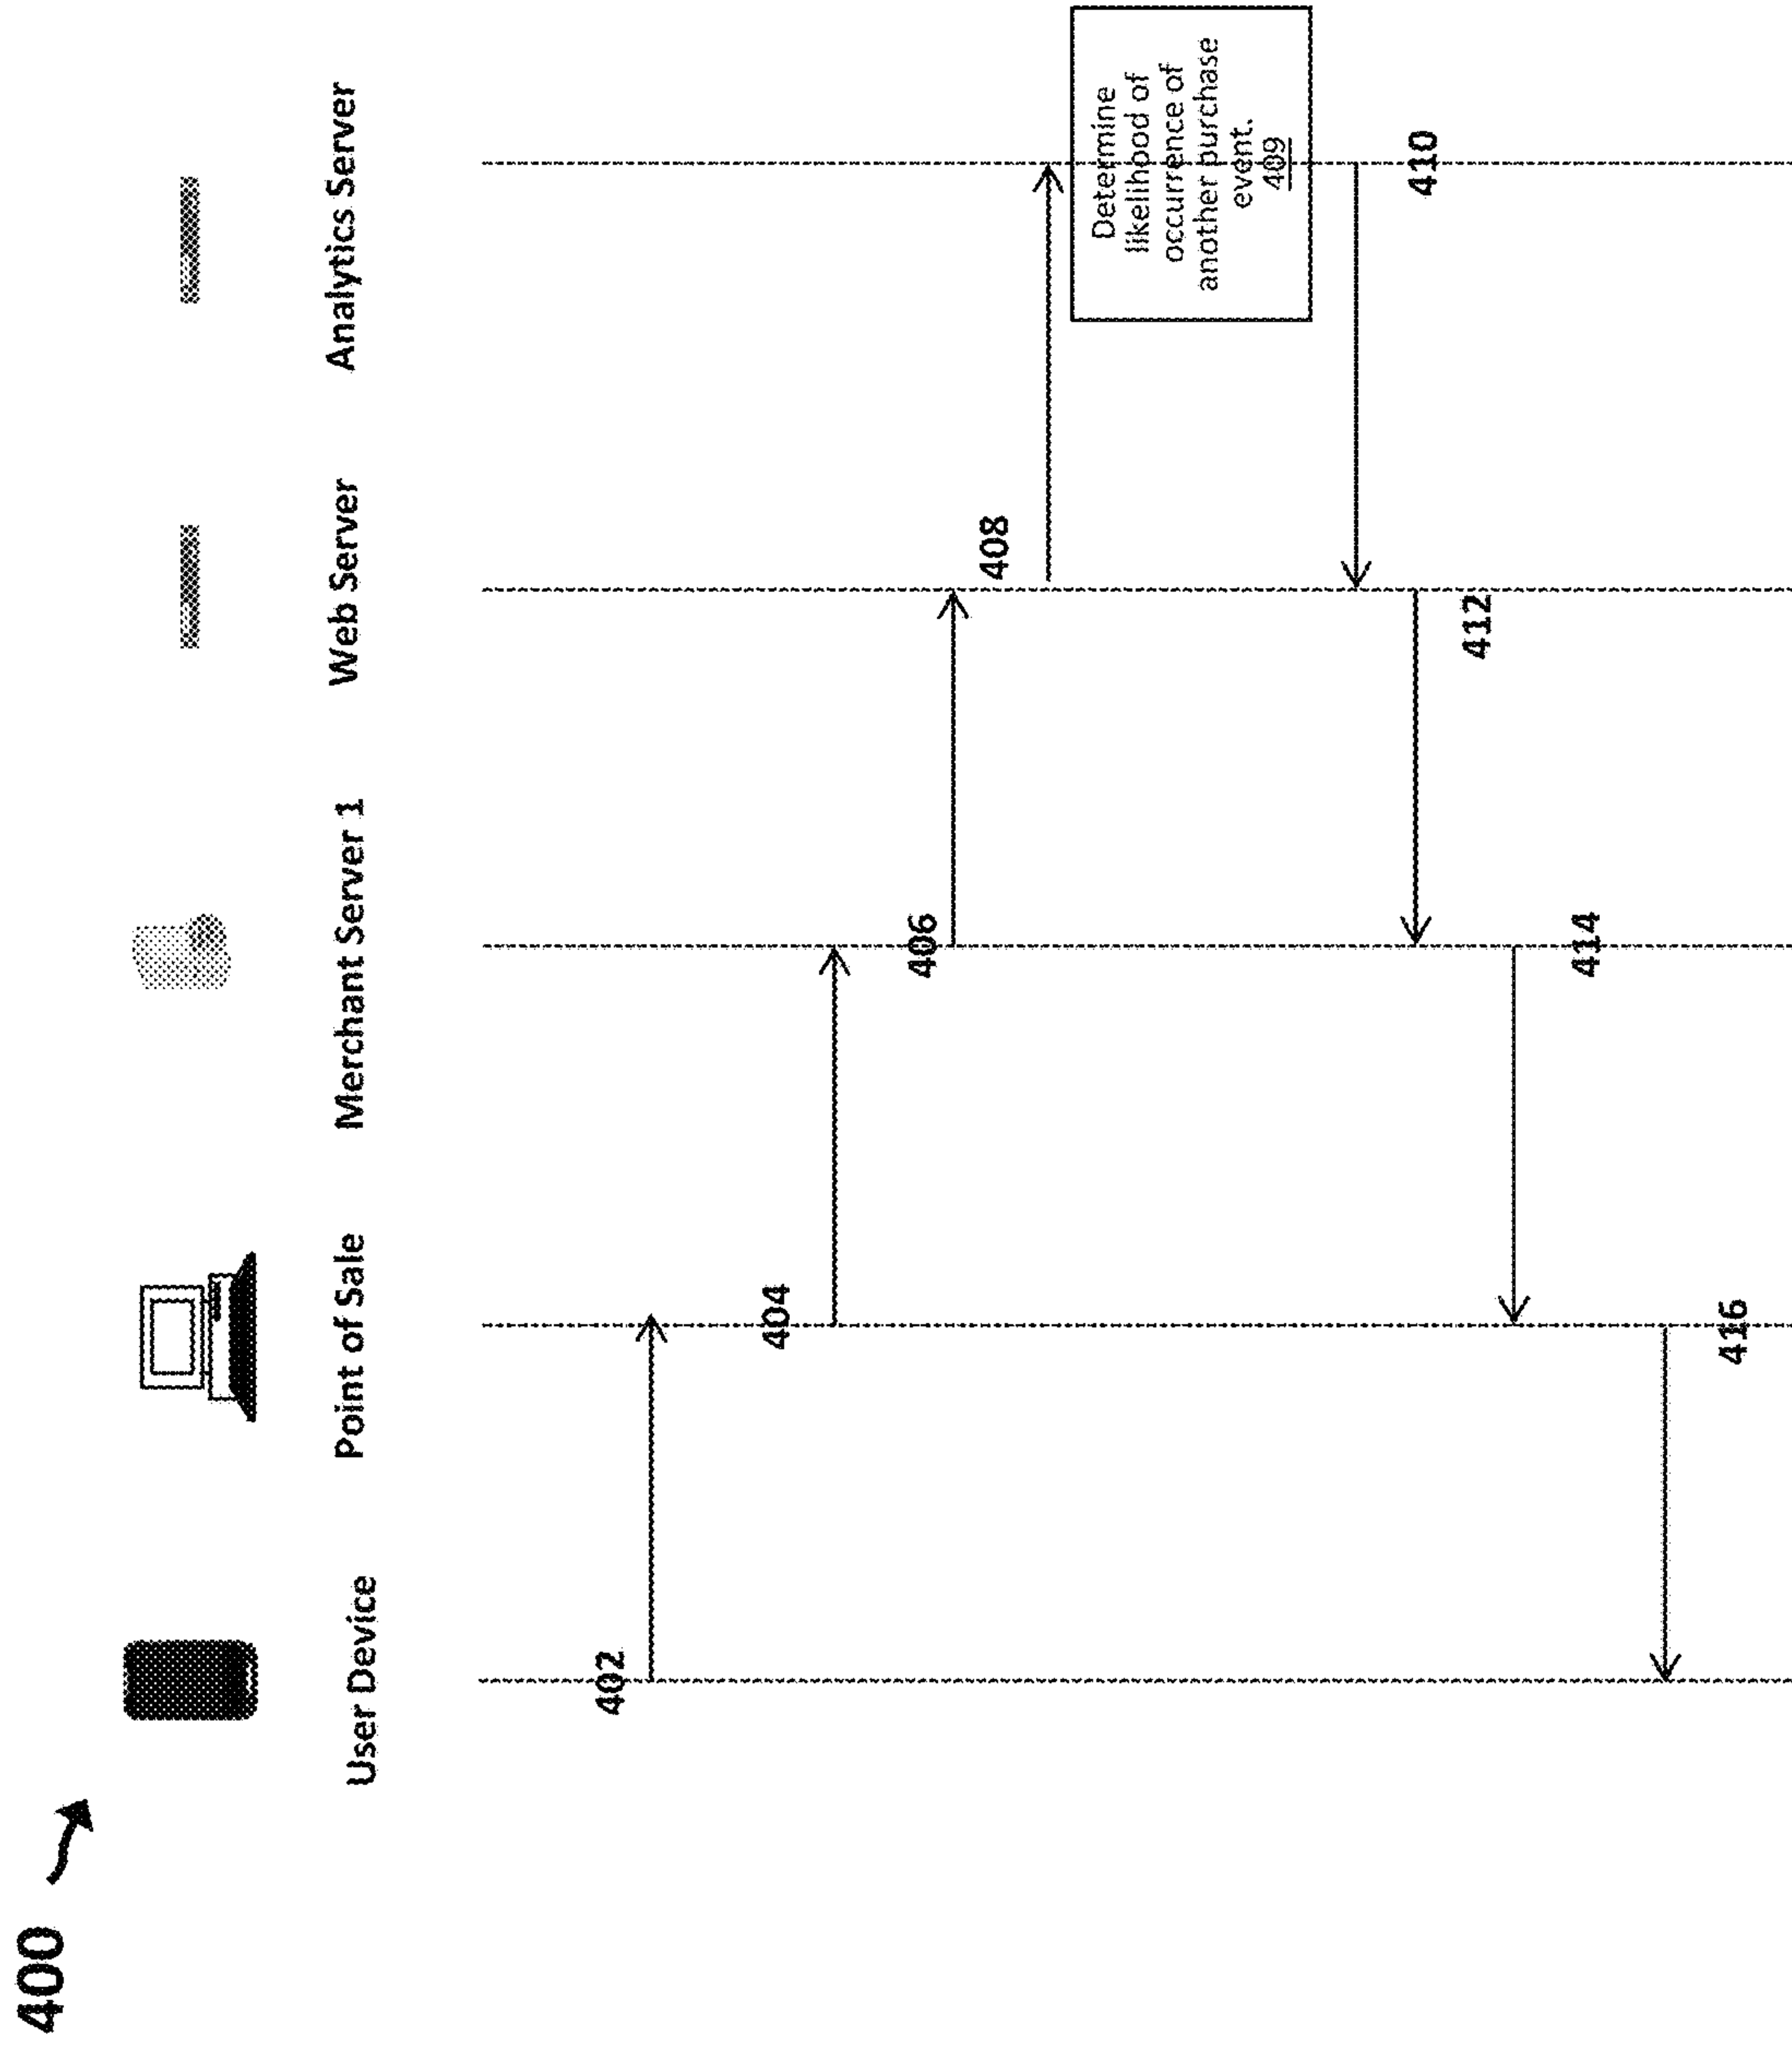 400
User Device
Point of Sale
Merchant Server 1
Web Server
Analytics Server
402
404
406
408
Determine
likelihood of
occurrence of
another purchase
event.
409
410
412
414
416